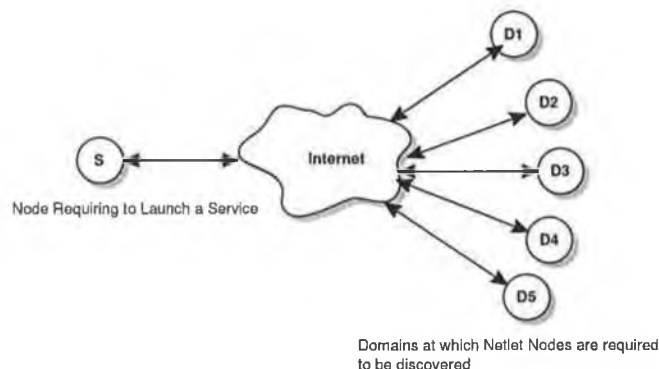 D1
D2
S
Internet
D3
Node Requiring to Launch a Service
D4
D5
Domains at which Netlet Nodes are required
to be discovered